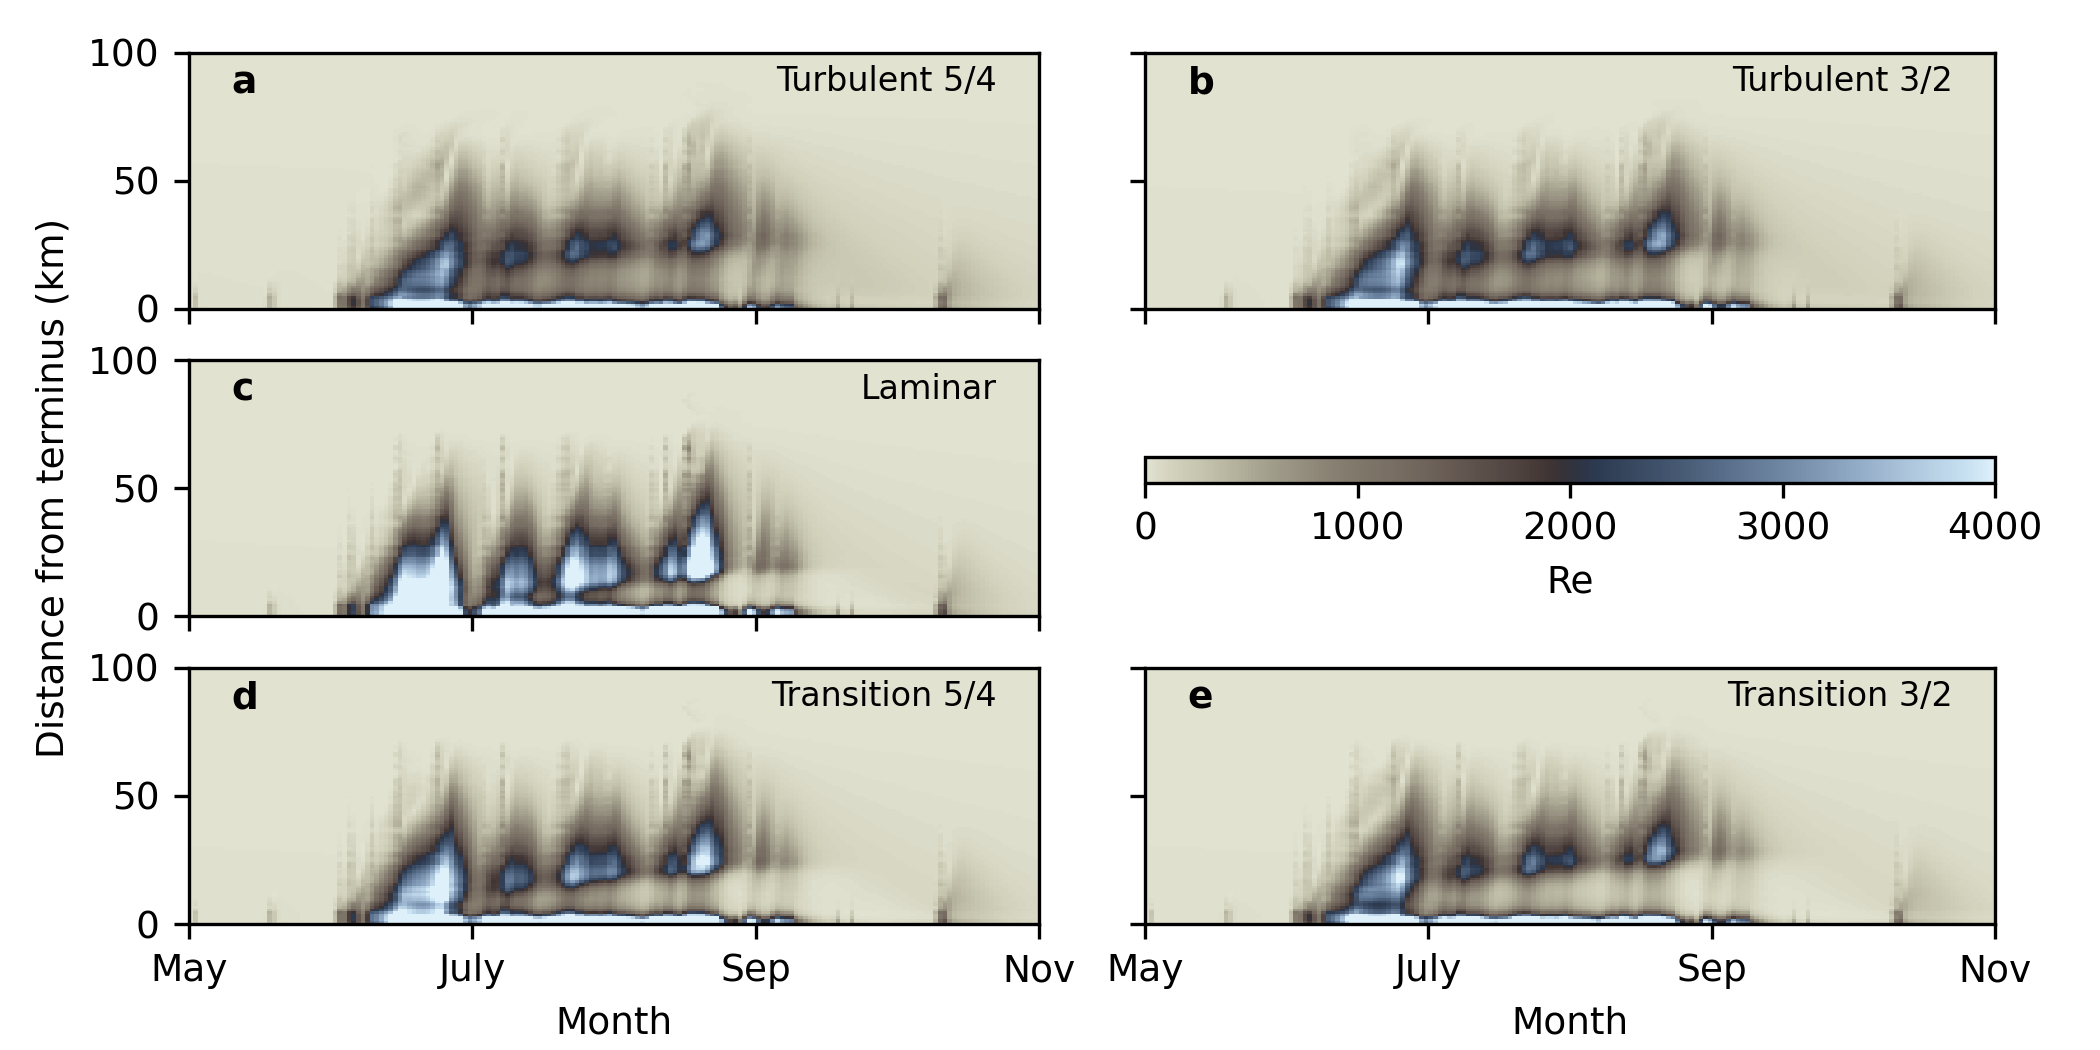 a Turbulent 5/4
b Turbulent 3/2
100
50
0
c Laminar
100
50
0
0 1000 2000 3000 4000
Re
d Transition 5/4
e Transition 3/2
100
50
0
Distance from terminus (km)
May July Sep Nov
May July Sep Nov
Month
Month